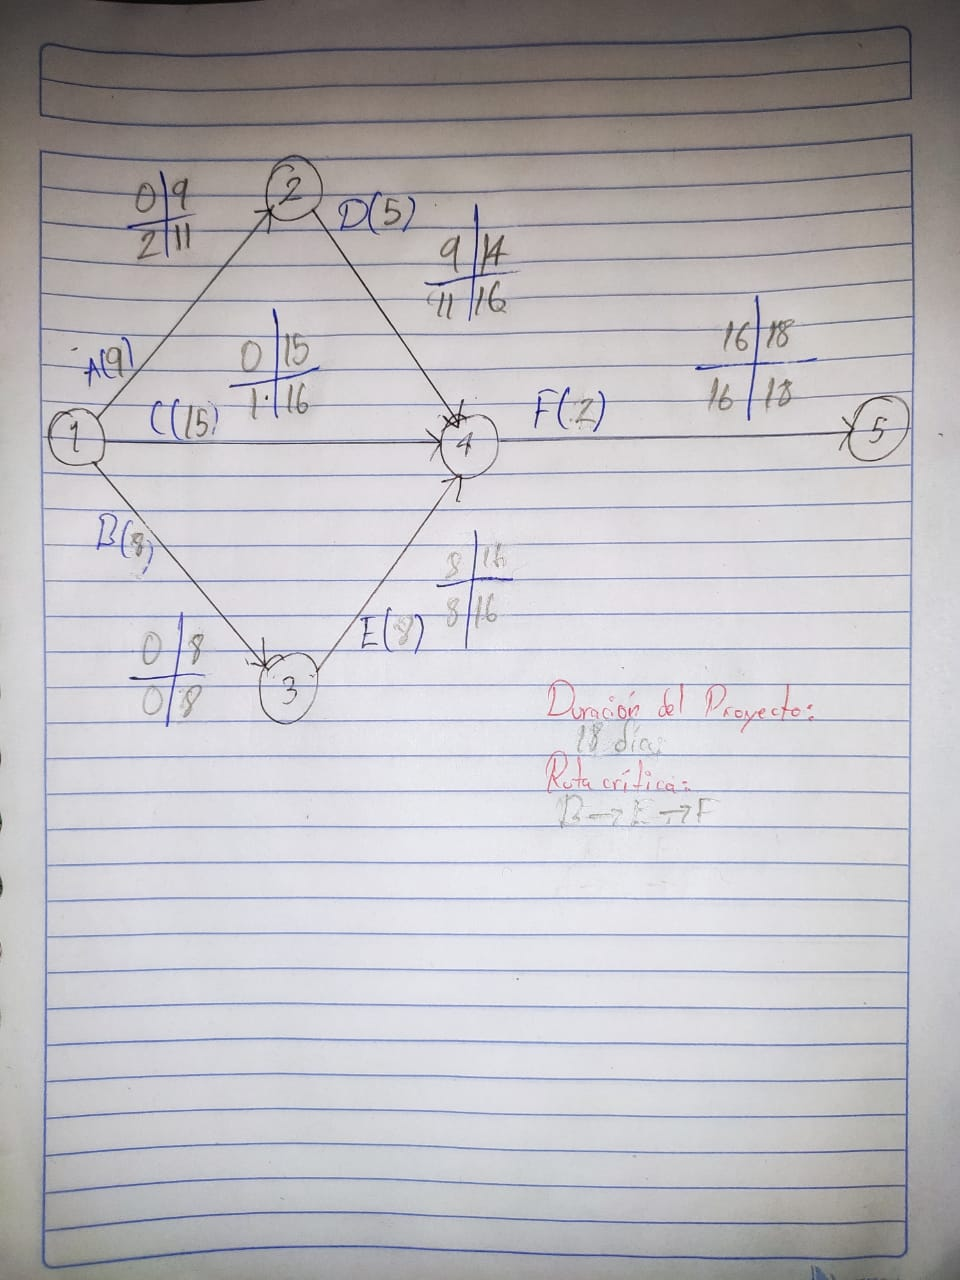 0 9
2 11
2
D(5)
9 14
11 16
A(9)
0 15
1 16
C(15)
16 18
16 18
F(2)
1
4
5
B(8)
8 16
8 16
E(8)
0 8
0 8
3
Duración del Proyecto:
18 días
Ruta crítica:
B→E→F